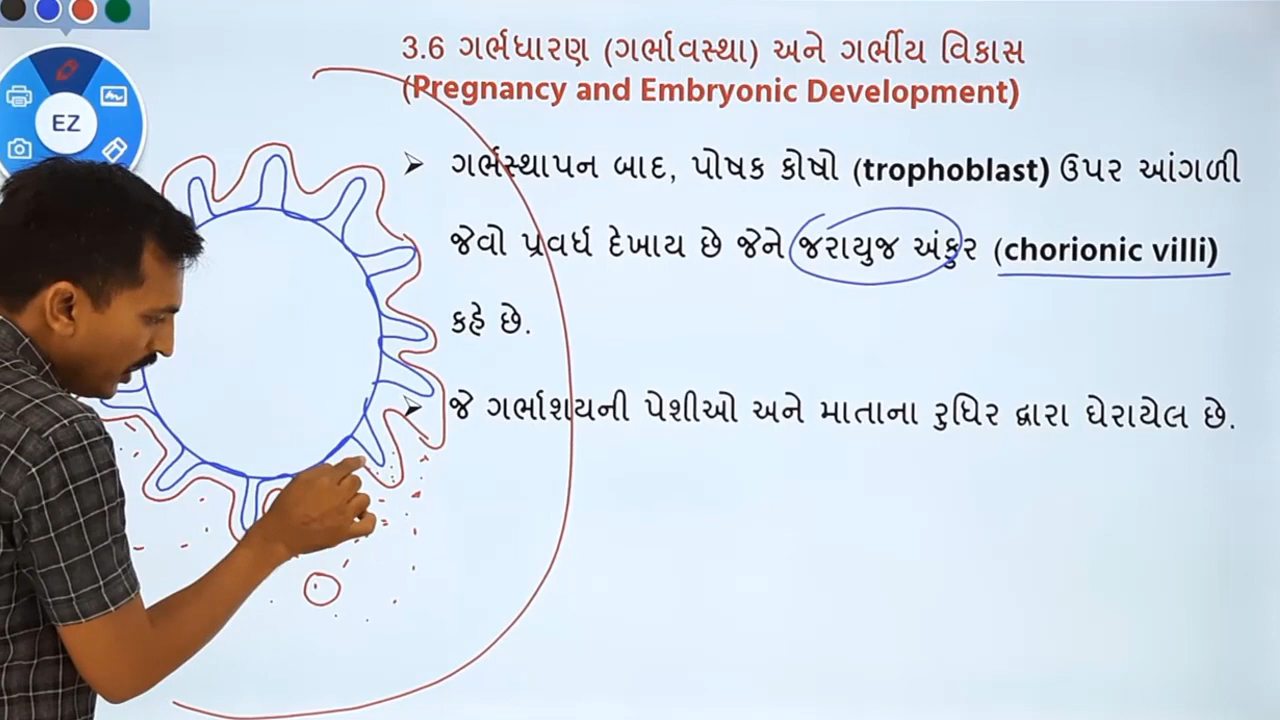 EZ
3.6 ગર્ભધારણ (ગર્ભાવસ્થા) અને ગર્ભીય વિકાસ
(Pregnancy and Embryonic Development)
➢ ગર્ભસ્થાપન બાદ, પોષક કોષો (trophoblast) ઉપર આંગળી
જેવો પ્રવર્ધ દેખાય છે જેને જરાયુજ અંકુર (chorionic villi)
કહે છે.
➢ જે ગર્ભાશયની પેશીઓ અને માતાના રુધિર દ્વારા ઘેરાયેલ છે.